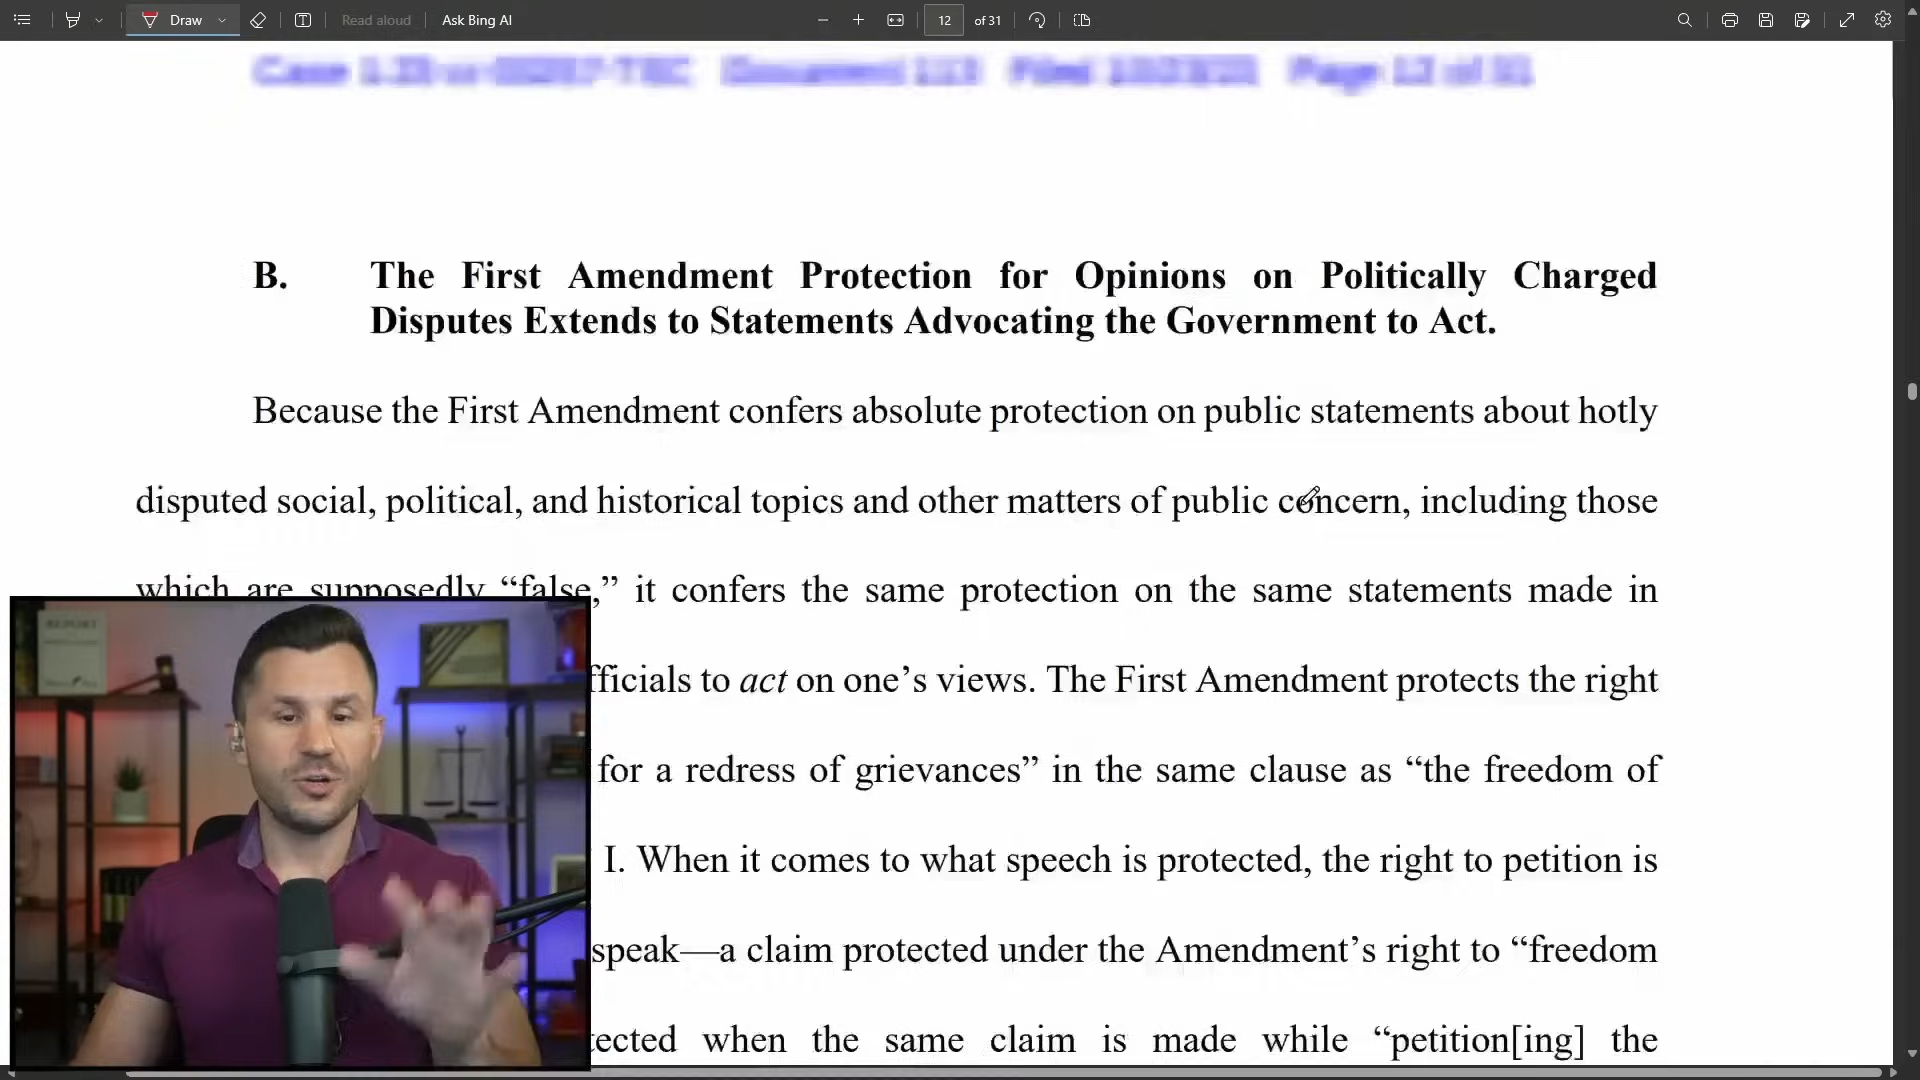 Draw Read aloud Ask Bing AI 12 of 31
B. The First Amendment Protection for Opinions on Politically Charged
Disputes Extends to Statements Advocating the Government to Act.
Because the First Amendment confers absolute protection on public statements about hotly
disputed social, political, and historical topics and other matters of public concern, including those
which are supposedly “false,” it confers the same protection on the same statements made in
fficials to act on one’s views. The First Amendment protects the right
for a redress of grievances” in the same clause as “the freedom of
I. When it comes to what speech is protected, the right to petition is
speak—a claim protected under the Amendment’s right to “freedom
tected when the same claim is made while “petition[ing] the
REPORT